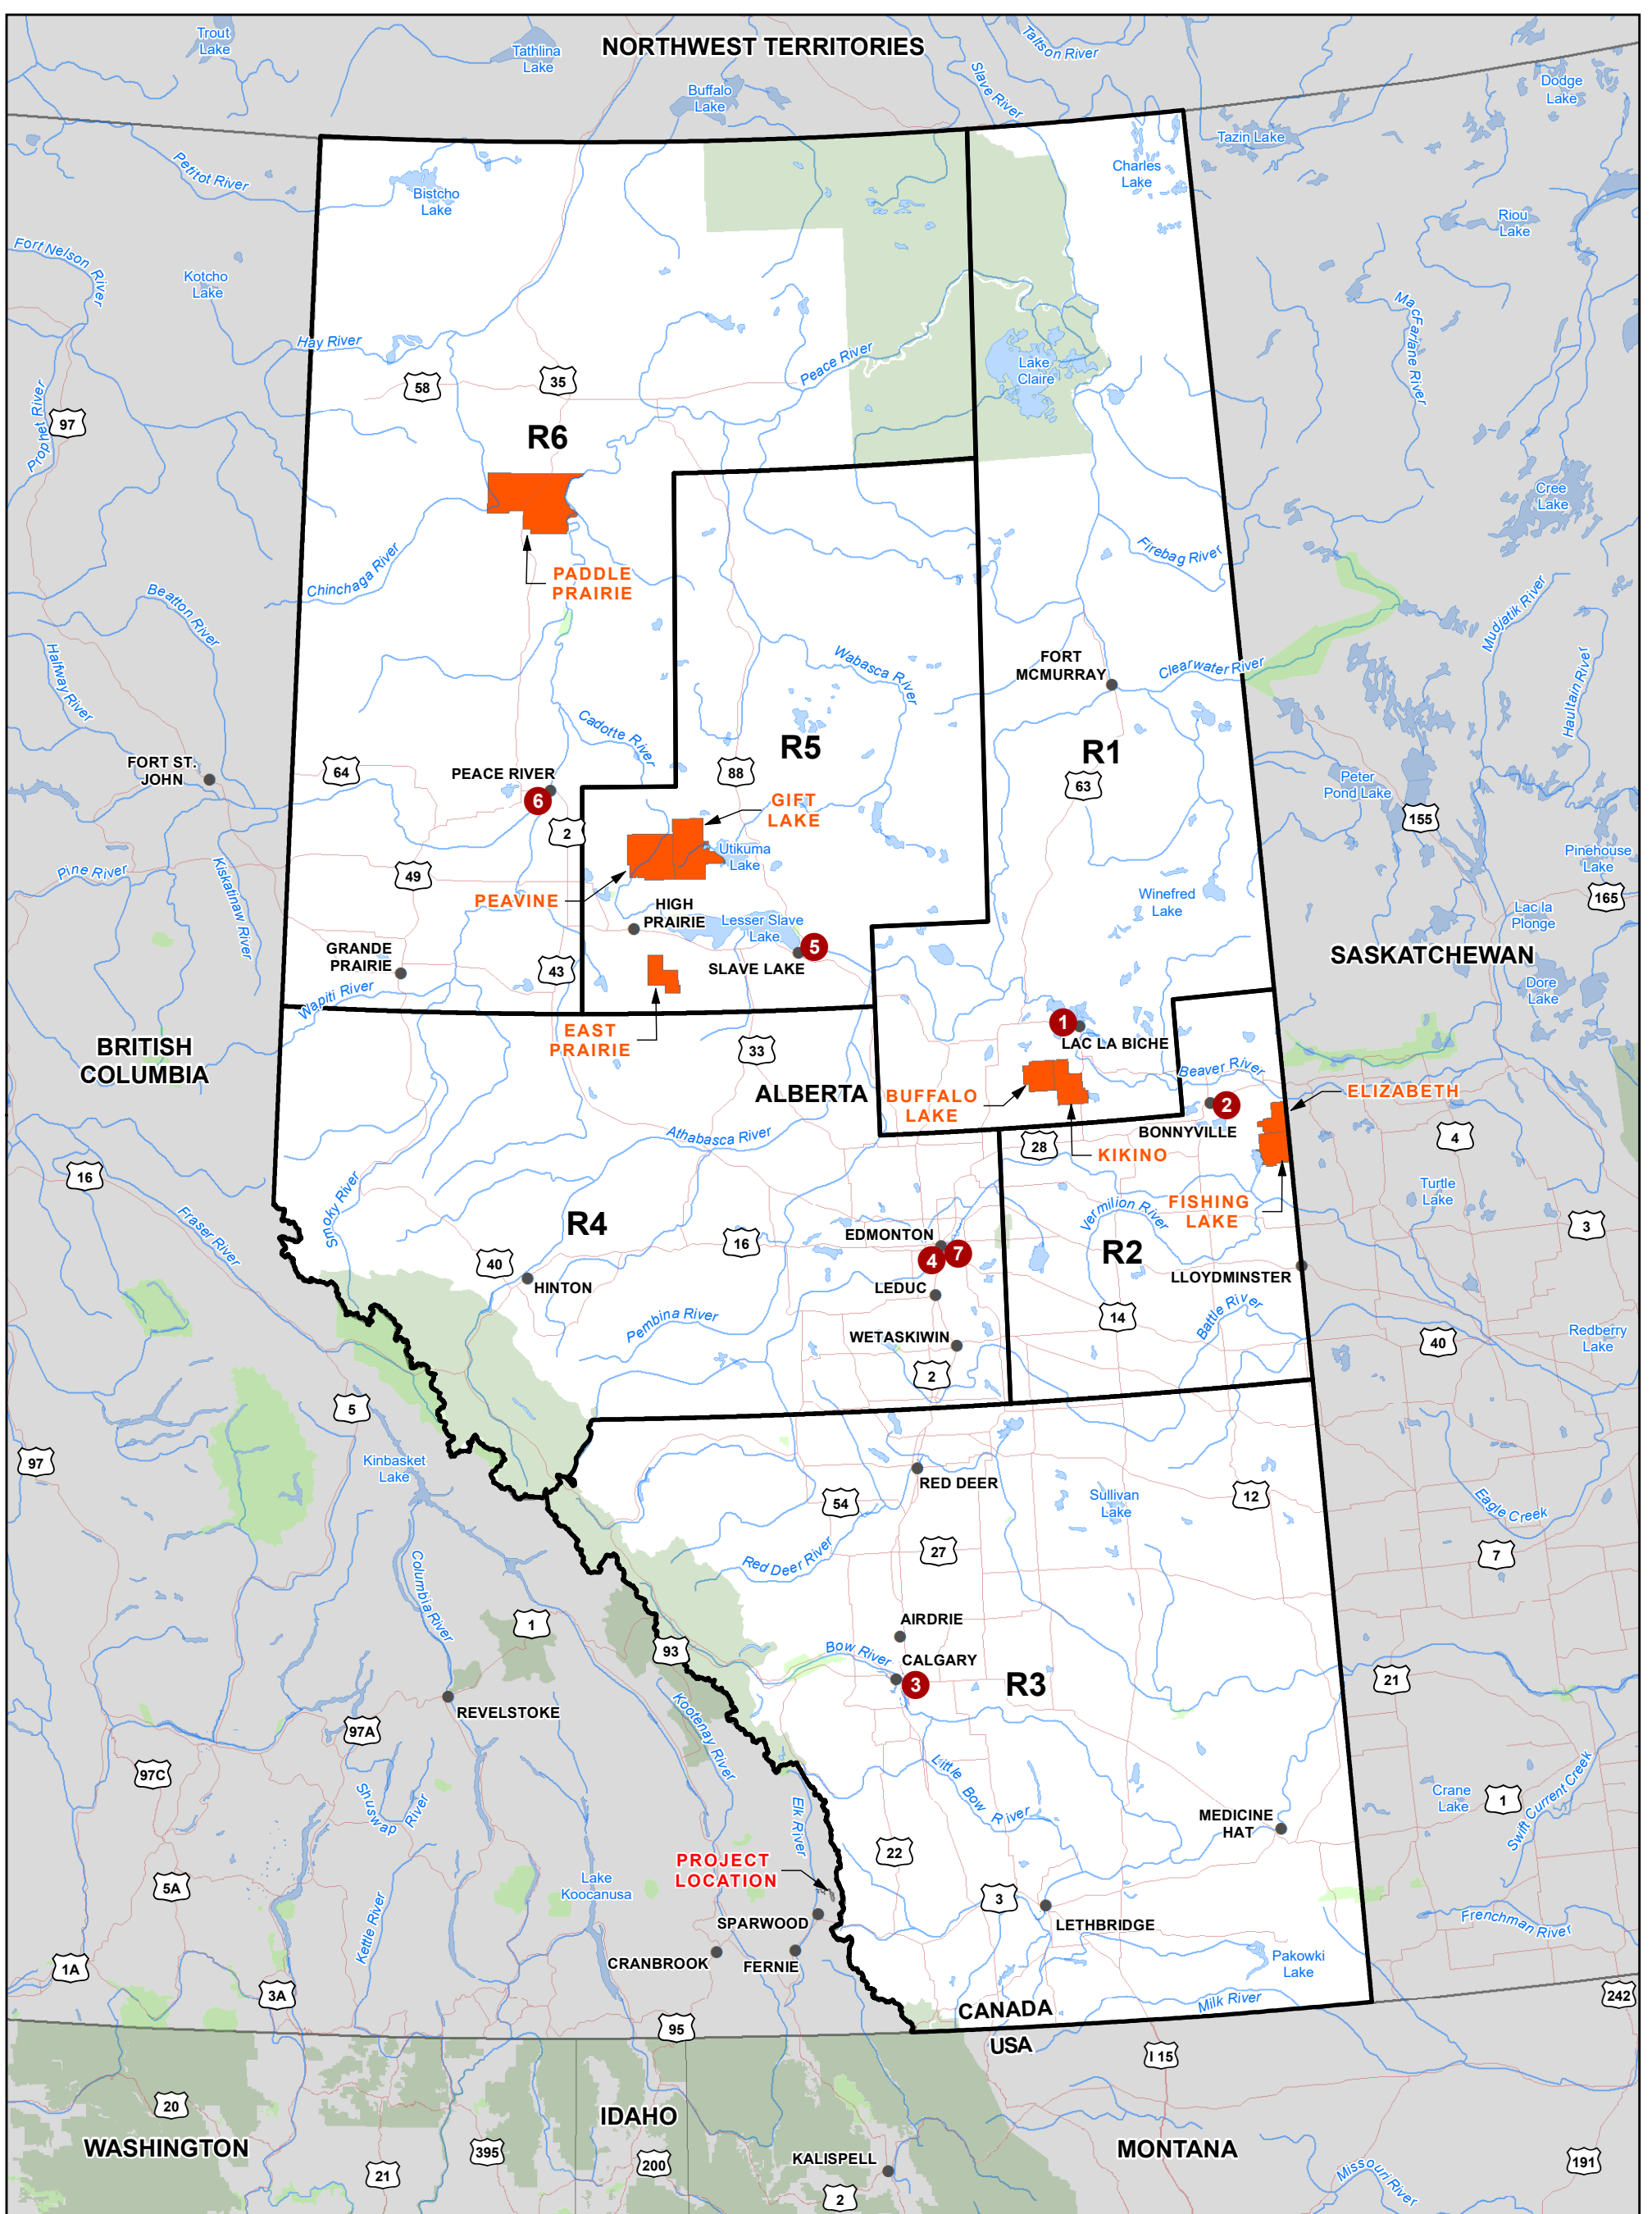 Trout
Lake
Tathlina
Lake
NORTHWEST TERRITORIES
Taltson River
Slave River
Buffalo
Lake
Dodge
Lake
Tazin Lake
Petitot River
Bistcho
Lake
Charles
Lake
Riou
Lake
Fort Nelson River
Kotcho
Lake
Hay River
MacFarlane River
Peace River
Lake
Claire
58
35
Prophet River
97
R6
Cree
Lake
Firebag River
Chinchaga River
PADDLE
PRAIRIE
Beatton River
Mudjatik River
Halfway River
Wabasca River
FORT
MCMURRAY
Clearwater River
Haultain River
Cadotte River
R5
R1
FORT ST.
JOHN
64
PEACE RIVER
88
63
Peter
Pond Lake
6
GIFT
LAKE
2
155
Utikuma
Lake
Pine River
Kiskatinaw River
49
Pinehouse
Lake
PEAVINE
HIGH
PRAIRIE
Winefred
Lake
165
Lac la
Plonge
Lesser Slave
Lake
5
GRANDE
PRAIRIE
43
SLAVE LAKE
SASKATCHEWAN
Wapiti River
Dore
Lake
1
EAST
PRAIRIE
LAC LA BICHE
BRITISH
COLUMBIA
33
Beaver River
ALBERTA
BUFFALO
LAKE
ELIZABETH
2
BONNYVILLE
Athabasca River
28
KIKINO
4
16
Turtle
Lake
Smoky River
FISHING
LAKE
Vermilion River
Fraser River
R4
16
EDMONTON
3
R2
4
7
40
HINTON
LEDUC
LLOYDMINSTER
Pembina River
14
Battle River
WETASKIWIN
40
Redberry
Lake
2
5
97
Kinbasket
Lake
RED DEER
54
Sullivan
Lake
12
Eagle Creek
27
7
Red Deer River
Columbia River
1
AIRDRIE
93
Bow River
CALGARY
3
R3
21
REVELSTOKE
Kootenay River
97A
97C
Little Bow River
Shuswap River
Elk River
Crane
Lake
1
Swift Current Creek
MEDICINE
HAT
22
PROJECT
LOCATION
5A
Lake
Koocanusa
3
SPARWOOD
LETHBRIDGE
Kettle River
Frenchman River
1A
CRANBROOK
FERNIE
Pakowki
Lake
3A
242
CANADA
Milk River
95
USA
I 15
20
IDAHO
WASHINGTON
395
MONTANA
200
KALISPELL
191
21
2
Missouri River